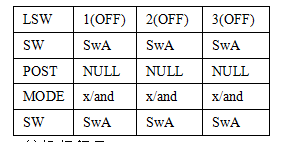 LSW 1(OFF) 2(OFF) 3(OFF)
SW SwA SwA SwA
POST NULL NULL NULL
MODE x/and x/and x/and
SW SwA SwA SwA